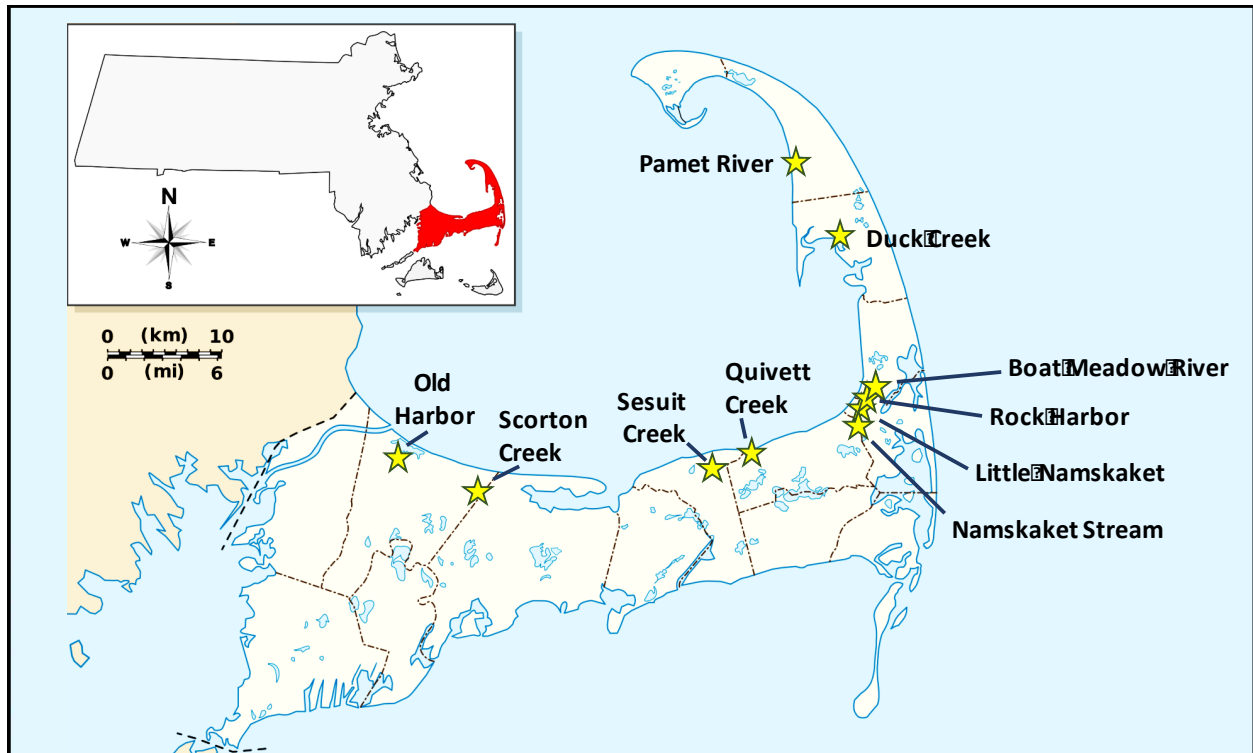 N
W
E
S
0 (km) 10
0 (mi) 6
Pamet River
Duck Creek
Boat Meadow River
Rock Harbor
Little Namskaket
Namskaket Stream
Quivett
Creek
Sesuit
Creek
Old
Harbor
Scorton
Creek